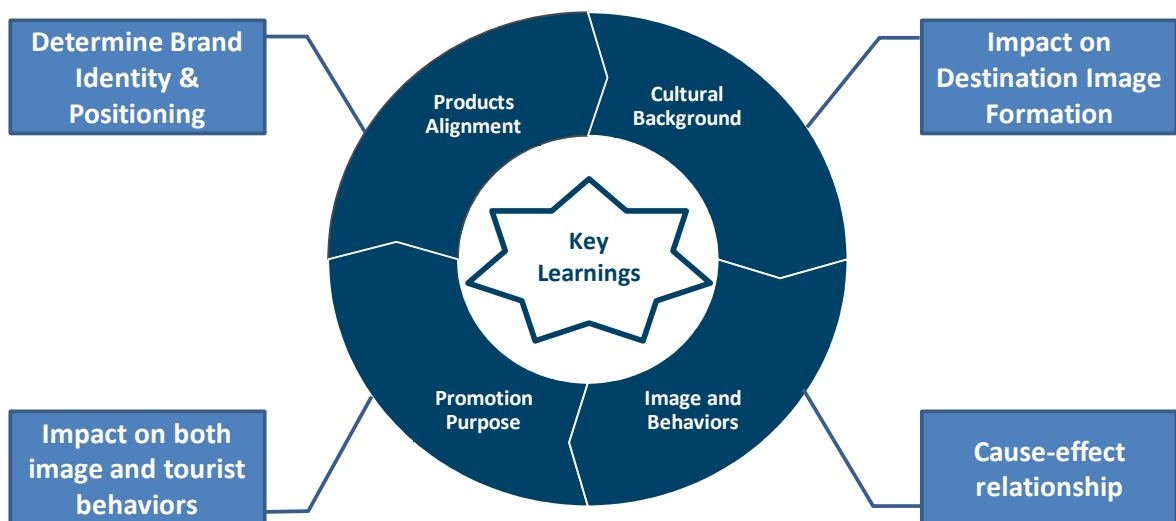 Determine Brand
Identity &
Positioning
Products
Alignment
Cultural
Background
Impact on
Destination Image
Formation
Key
Learnings
Impact on both
image and tourist
behaviors
Promotion
Purpose
Image and
Behaviors
Cause-effect
relationship